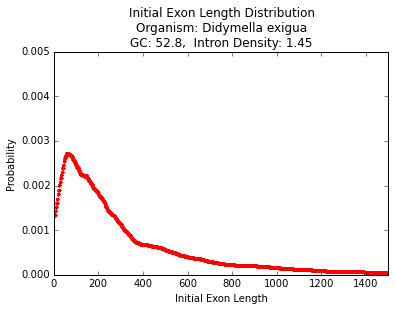 Initial Exon Length Distribution
Organism: Didymella exigua
GC: 52.8,  Intron Density: 1.45
0.005
0.004
0.003
0.002
0.001
0.000
Probability
0 200 400 600 800 1000 1200 1400
Initial Exon Length